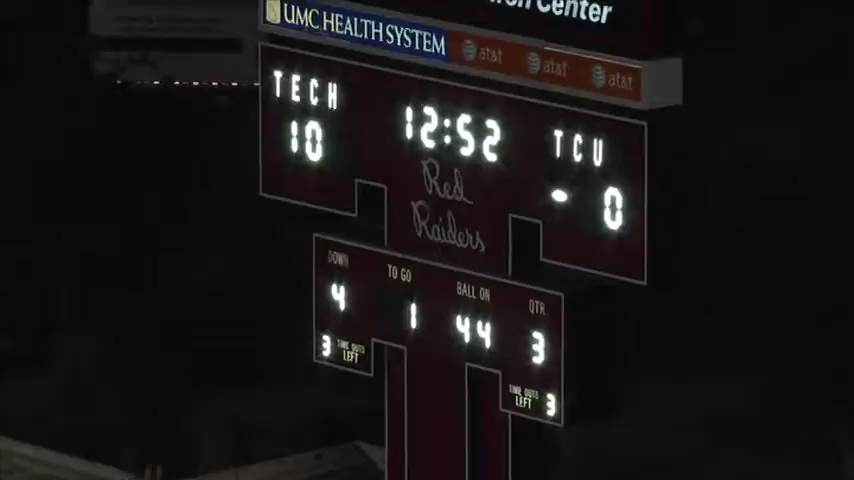 Center
UMC HEALTH SYSTEM
at&t at&t at&t
TECH 12:52 TCU
10 - 0
Red
Raiders
DOWN TO GO BALL ON QTR
4 1 44 3
3 TIME OUTS LEFT
TIME OUTS LEFT 3